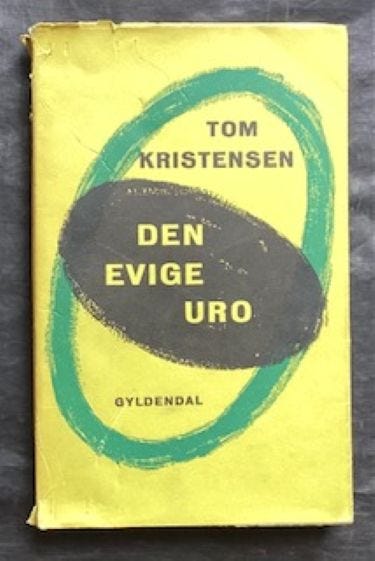 TOM
KRISTENSEN
DEN
EVIGE
URO
GYLDENDAL